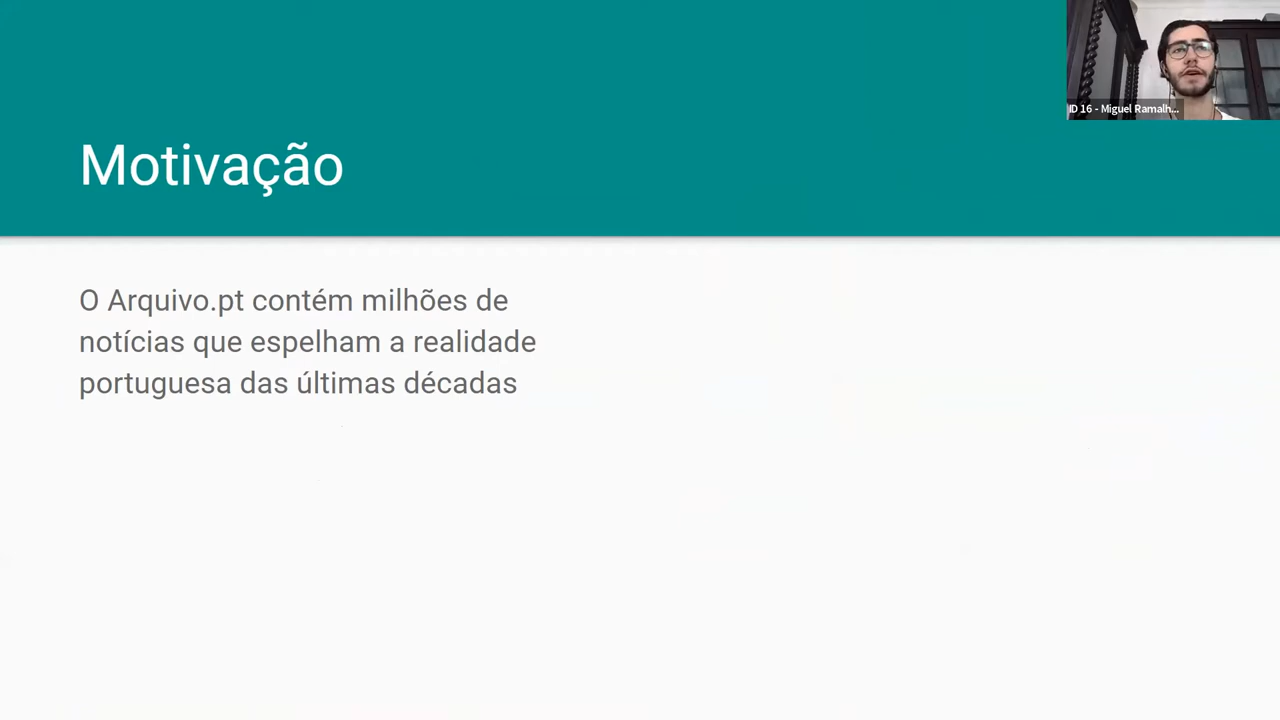 ID 16 - Miguel Ramalh...
Motivação
O Arquivo.pt contém milhões de
notícias que espelham a realidade
portuguesa das últimas décadas